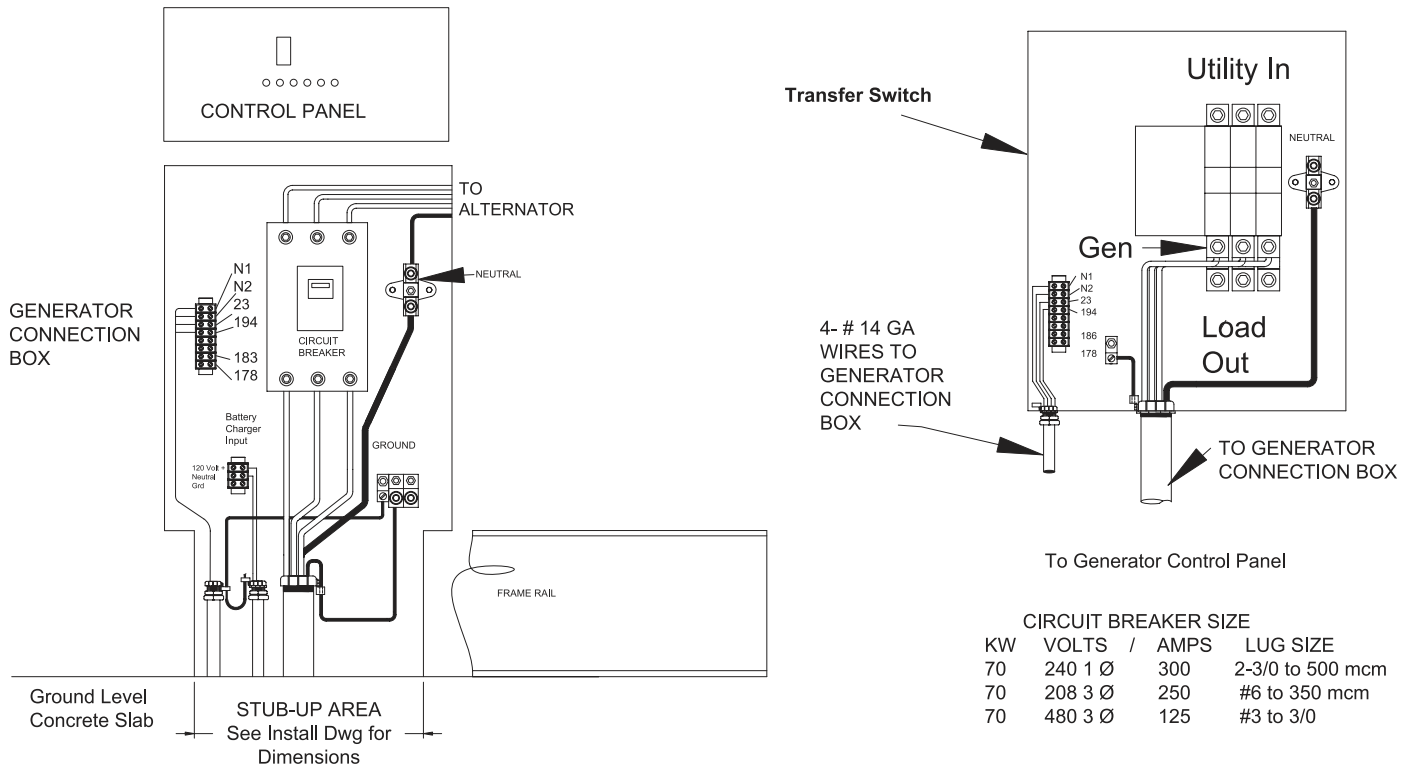 CONTROL PANEL
TO
ALTERNATOR
NEUTRAL
N1
N2
23
194
183
178
GENERATOR
CONNECTION
BOX
CIRCUIT
BREAKER
Battery
Charger
Input
120 Volt +
Neutral
Grd
GROUND
FRAME RAIL
Ground Level
Concrete Slab
STUB-UP AREA
See Install Dwg for
Dimensions
Transfer Switch
Utility In
NEUTRAL
Gen
N1
N2
23
194
186
178
Load
Out
4- # 14 GA
WIRES TO
GENERATOR
CONNECTION
BOX
TO GENERATOR
CONNECTION BOX
To Generator Control Panel
CIRCUIT BREAKER SIZE
KW VOLTS / AMPS LUG SIZE
70 240 1 Ø 300 2-3/0 to 500 mcm
70 208 3 Ø 250 #6 to 350 mcm
70 480 3 Ø 125 #3 to 3/0